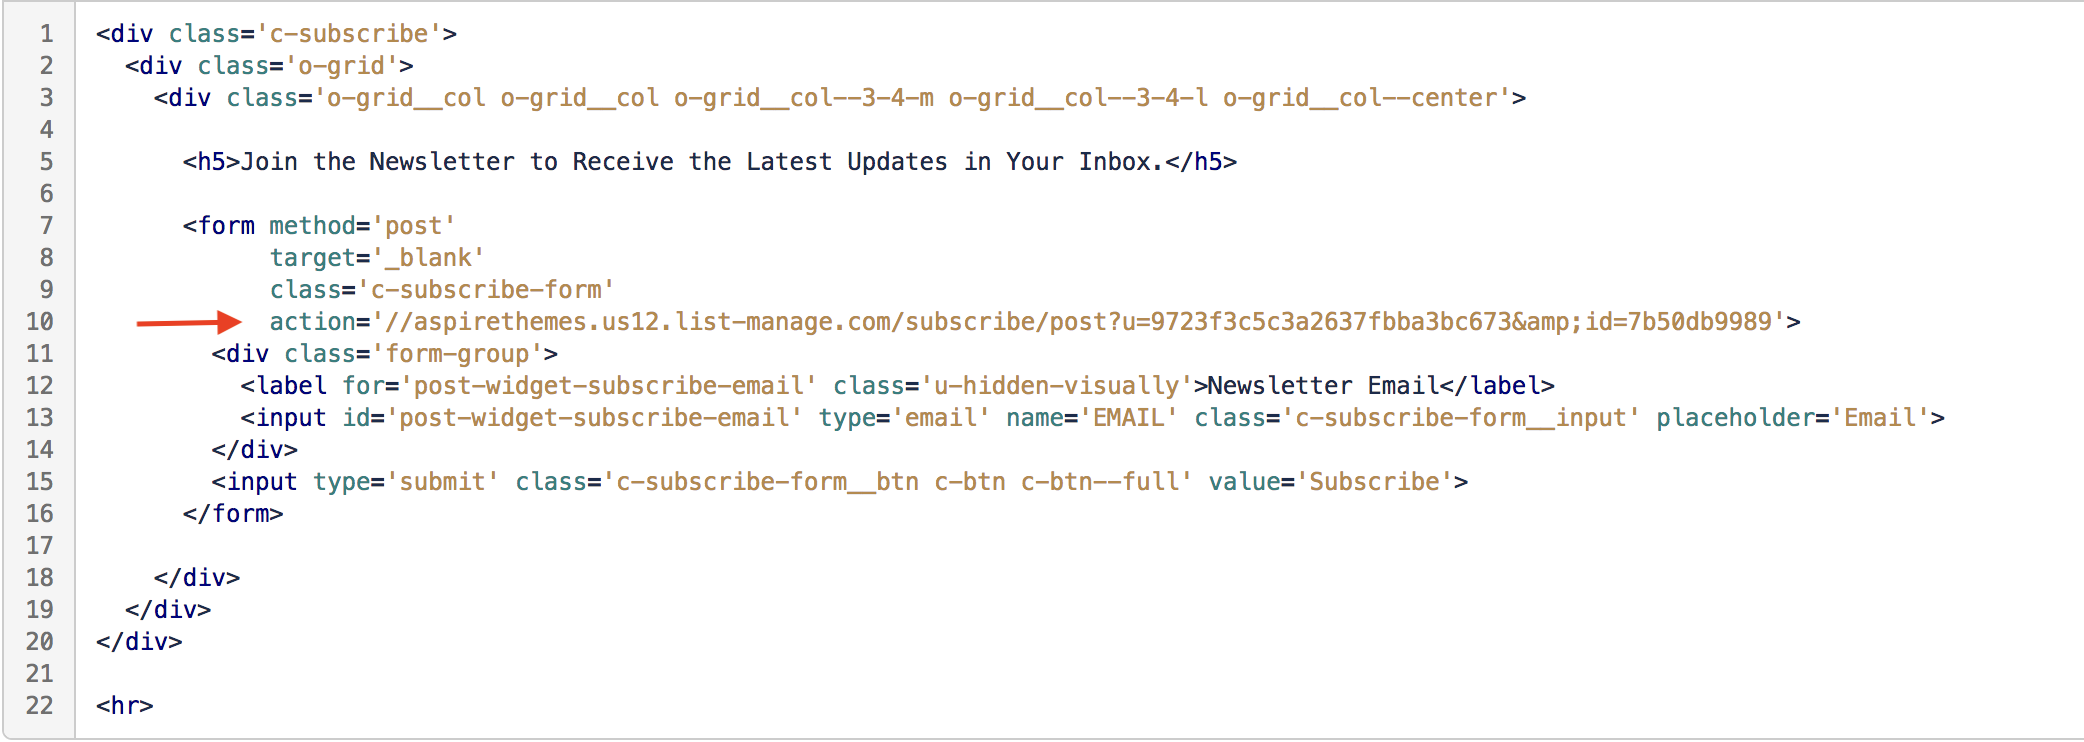 1 <div class='c-subscribe'>
2 <div class='o-grid'>
3 <div class='o-grid__col o-grid__col o-grid__col--3-4-m o-grid__col--3-4-l o-grid__col--center'>
4
5 <h5>Join the Newsletter to Receive the Latest Updates in Your Inbox.</h5>
6
7 <form method='post'
8 target='_blank'
9 class='c-subscribe-form'
10 action='//aspirethemes.us12.list-manage.com/subscribe/post?u=9723f3c5c3a2637fbba3bc673&amp;id=7b50db9989'>
11 <div class='form-group'>
12 <label for='post-widget-subscribe-email' class='u-hidden-visually'>Newsletter Email</label>
13 <input id='post-widget-subscribe-email' type='email' name='EMAIL' class='c-subscribe-form__input' placeholder='Email'>
14 </div>
15 <input type='submit' class='c-subscribe-form__btn c-btn c-btn--full' value='Subscribe'>
16 </form>
17
18 </div>
19 </div>
20 </div>
21
22 <hr>